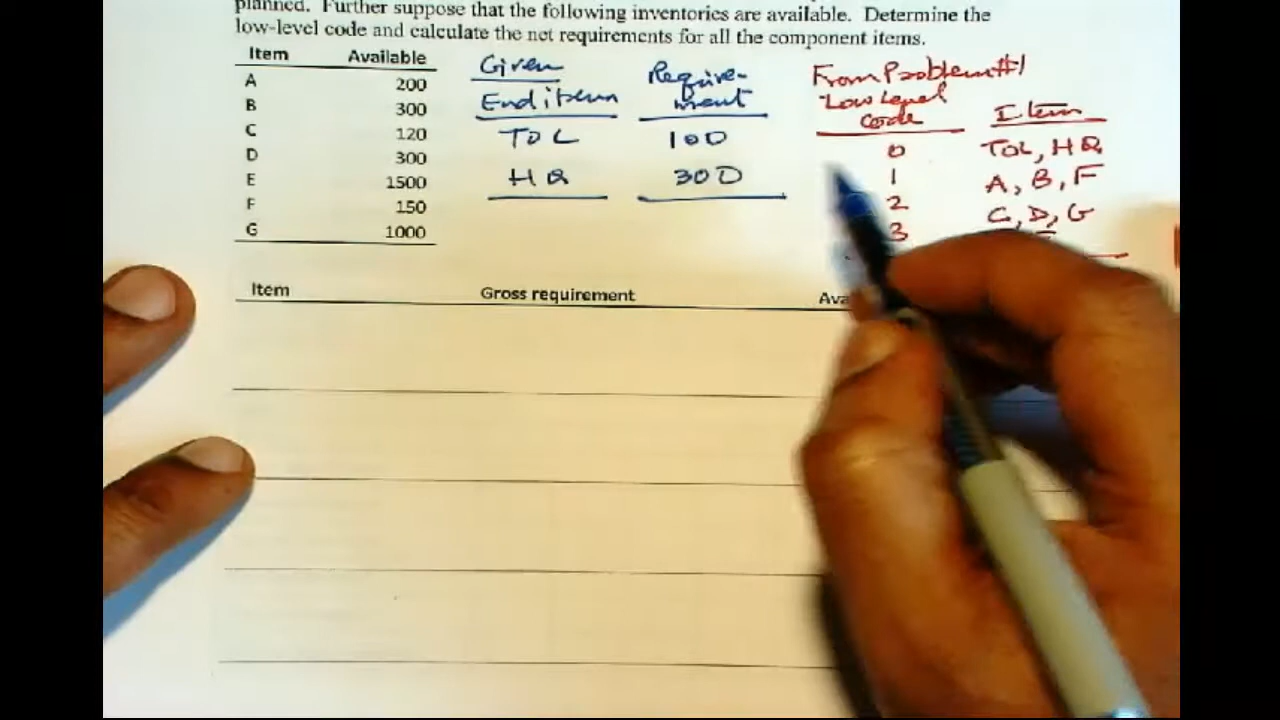 planned. Further suppose that the following inventories are available. Determine the
low-level code and calculate the net requirements for all the component items.
Item Available
A 200
B 300
C 120
D 300
E 1500
F 150
G 1000
Given
End item
Require-
ment
TOL 100
HQ 300
From Problem #1
Low Level
Code
Item
0 TOL, HQ
1 A, B, F
2 C, D, G
3
Item Gross requirement